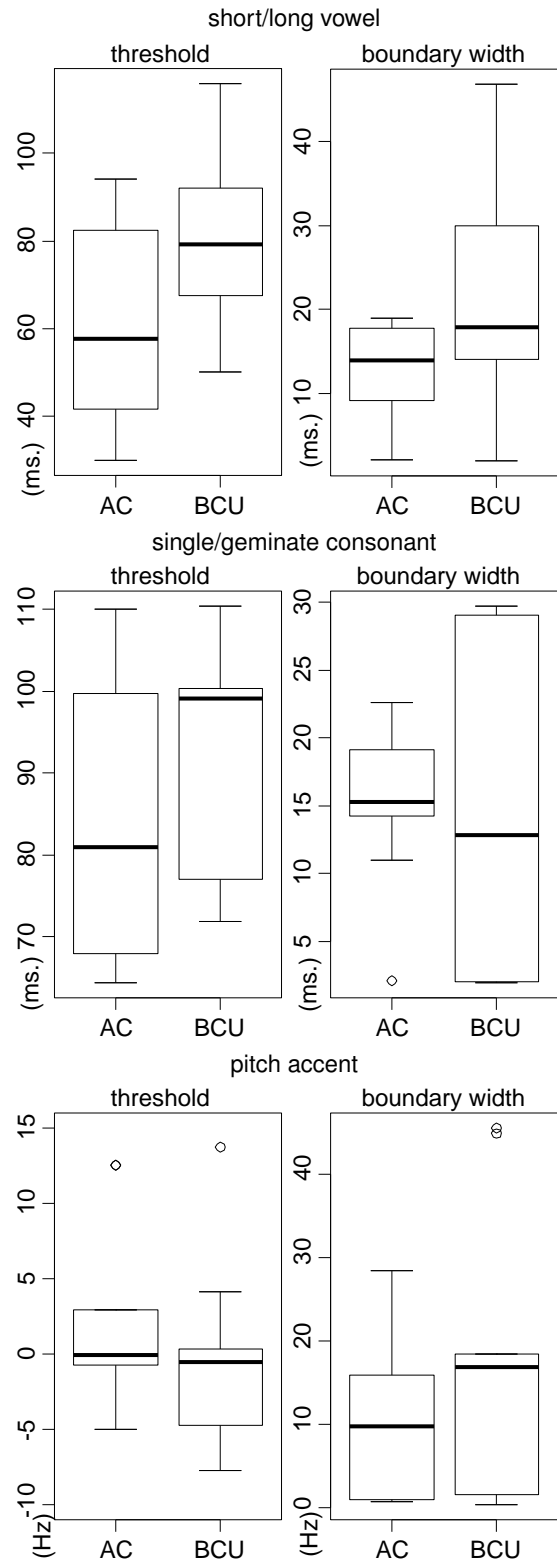 short/long vowel
threshold boundary width
100
80
60
40
(ms.)
AC BCU
40
30
20
10
(ms.)
AC BCU
single/geminate consonant
threshold boundary width
110
100
90
80
70
(ms.)
AC BCU
30
25
20
15
10
5
(ms.)
AC BCU
pitch accent
threshold boundary width
15
10
5
0
-5
-10
(Hz)
AC BCU
40
30
20
10
0
(Hz)
AC BCU